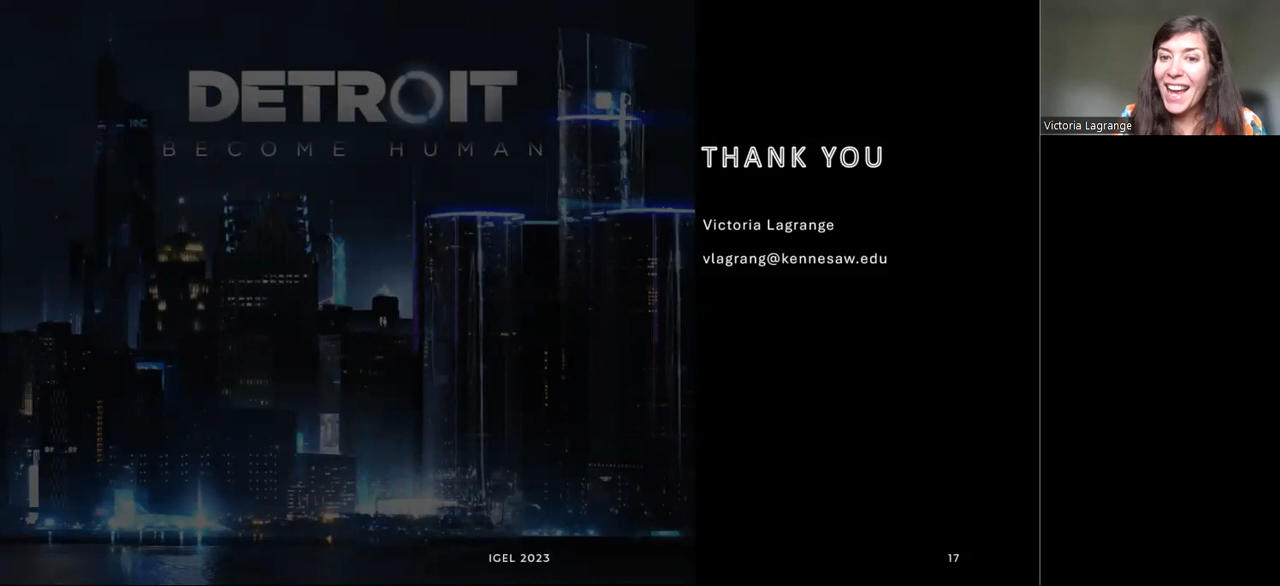 DETROIT
BECOME HUMAN
THANK YOU
Victoria Lagrange
vlagrang@kennesaw.edu
IGEL 2023
17
Victoria Lagrange